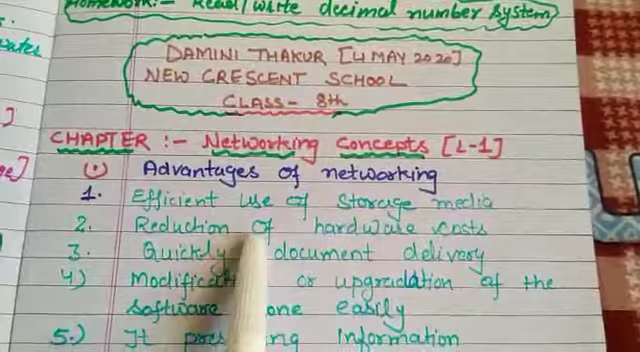 Homework:- Read/write decimal number system
DAMINI THAKUR [4 MAY 2020]
NEW CRESCENT SCHOOL
CLASS- 8th
CHAPTER :- Networking Concepts [L-1]
(i) Advantages of networking
1. Efficient use of Storage media
2. Reduction of hardware costs
3. Quickly document delivery
4) or upgradation of the
software easily
5.) It information